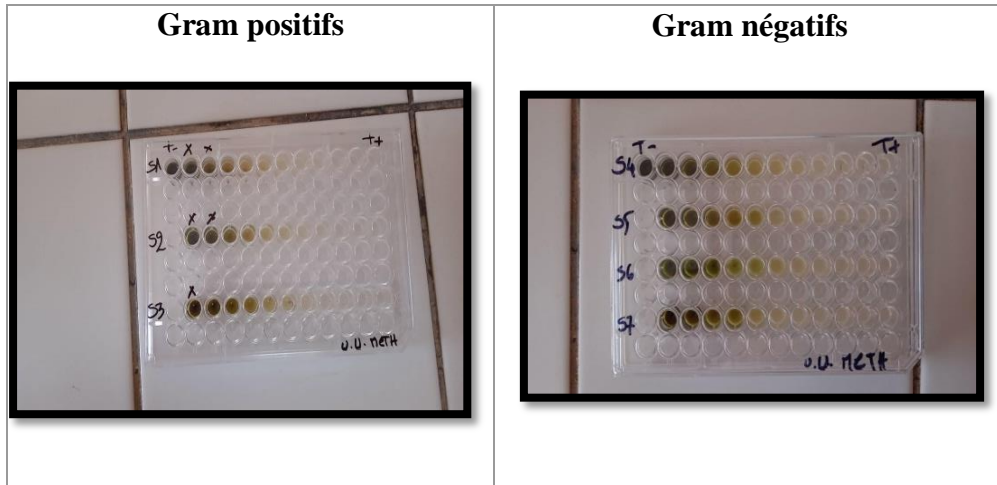 Gram positifs
Gram négatifs
T- X x T+
S1
X x
S2
X
S3
U.U. METH
T- T+
S4
S5
S6
S7
U.U. METH